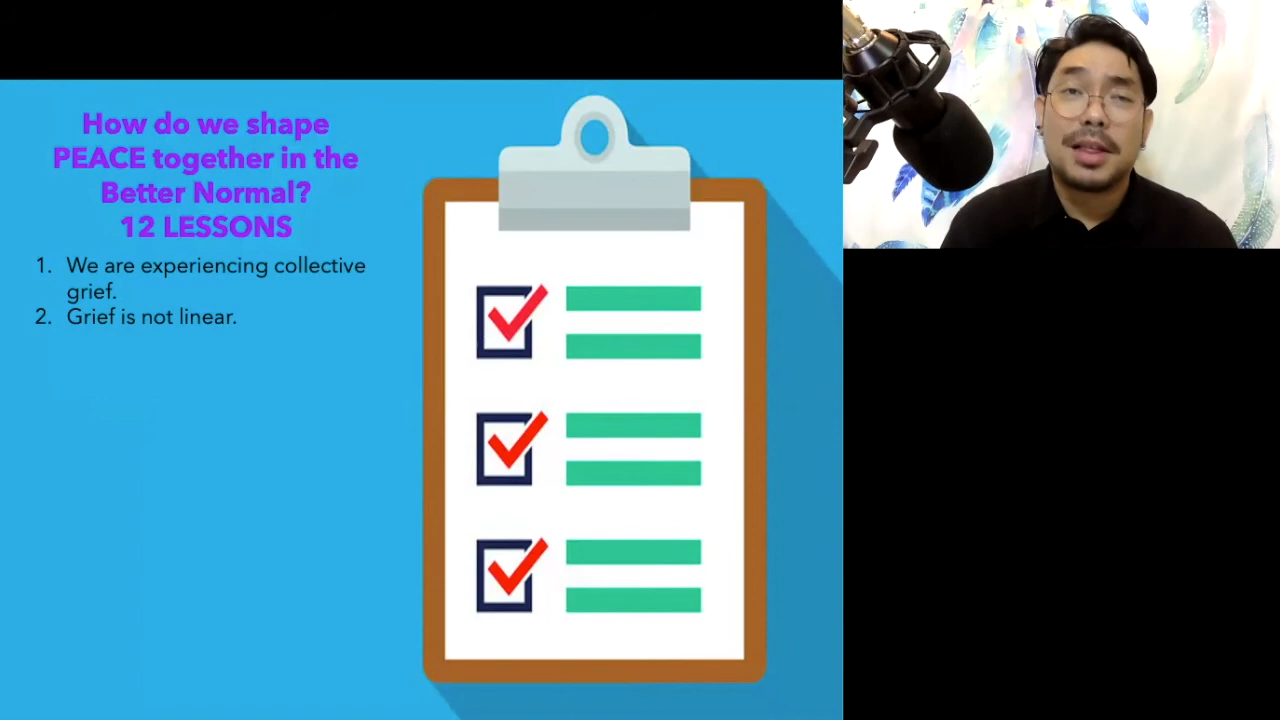 How do we shape
PEACE together in the
Better Normal?
12 LESSONS
1. We are experiencing collective
grief.
2. Grief is not linear.